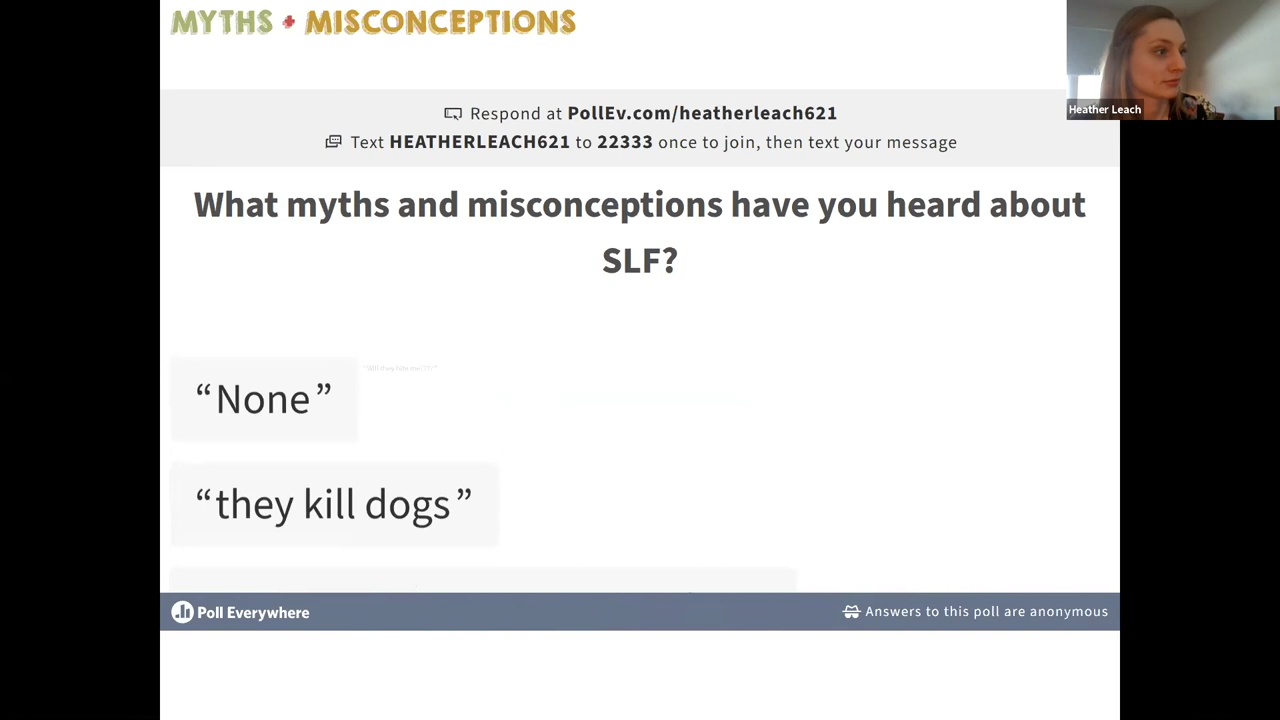 MYTHS + MISCONCEPTIONS
Heather Leach
Respond at PollEv.com/heatherleach621
Text HEATHERLEACH621 to 22333 once to join, then text your message
What myths and misconceptions have you heard about
SLF?
“None”
“they kill dogs”
Poll Everywhere
Answers to this poll are anonymous